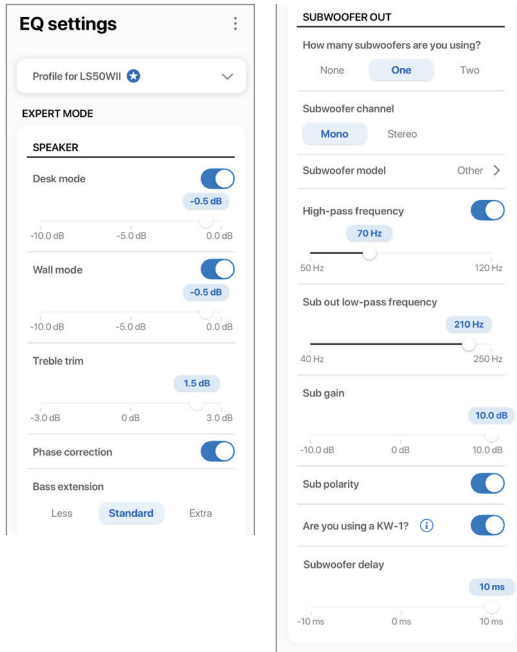 EQ settings
Profile for LS50WII
EXPERT MODE
SPEAKER
Desk mode
-0.5 dB
-10.0 dB -5.0 dB 0.0 dB
Wall mode
-0.5 dB
-10.0 dB -5.0 dB 0.0 dB
Treble trim
1.5 dB
-3.0 dB 0 dB 3.0 dB
Phase correction
Bass extension
Less Standard Extra
SUBWOOFER OUT
How many subwoofers are you using?
None One Two
Subwoofer channel
Mono Stereo
Subwoofer model Other
High-pass frequency
70 Hz
50 Hz 120 Hz
Sub out low-pass frequency
210 Hz
40 Hz 250 Hz
Sub gain
10.0 dB
-10.0 dB 0 dB 10.0 dB
Sub polarity
Are you using a KW-1?
Subwoofer delay
10 ms
-10 ms 0 ms 10 ms